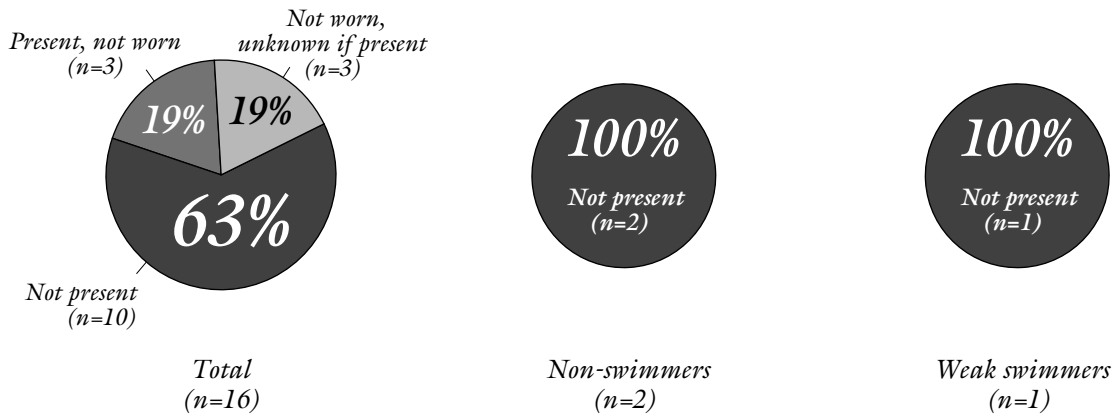 Not worn,
unknown if present
(n=3)
Present, not worn
(n=3)
19%
19%
63%
Not present
(n=10)
Total
(n=16)
100%
Not present
(n=2)
Non-swimmers
(n=2)
100%
Not present
(n=1)
Weak swimmers
(n=1)